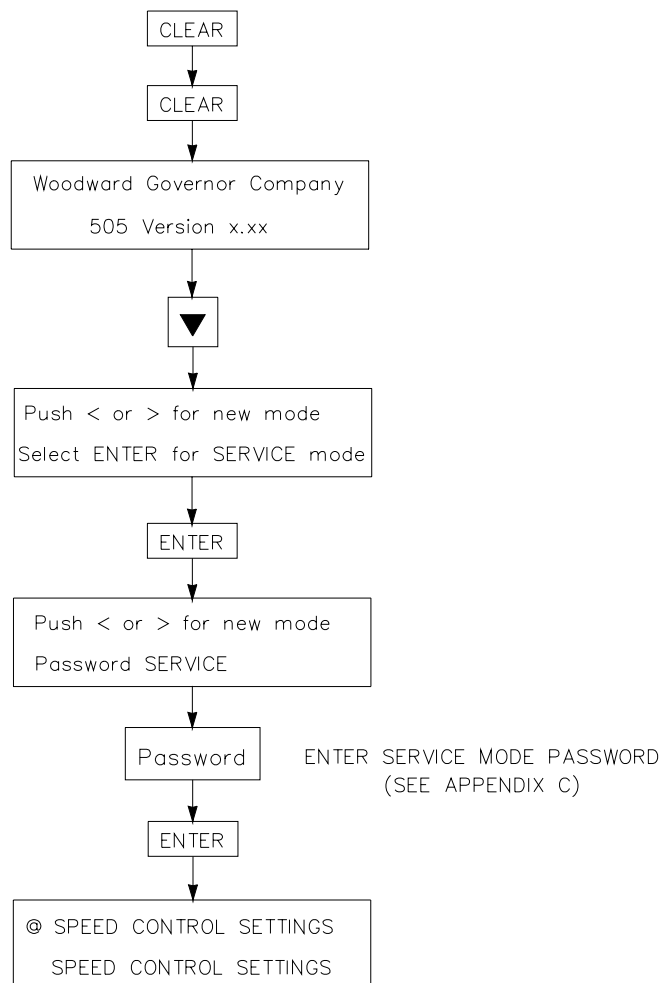 CLEAR
CLEAR
Woodward Governor Company
505 Version x.xx
Push < or > for new mode
Select ENTER for SERVICE mode
ENTER
Push < or > for new mode
Password SERVICE
Password
ENTER SERVICE MODE PASSWORD
(SEE APPENDIX C)
ENTER
@ SPEED CONTROL SETTINGS
SPEED CONTROL SETTINGS